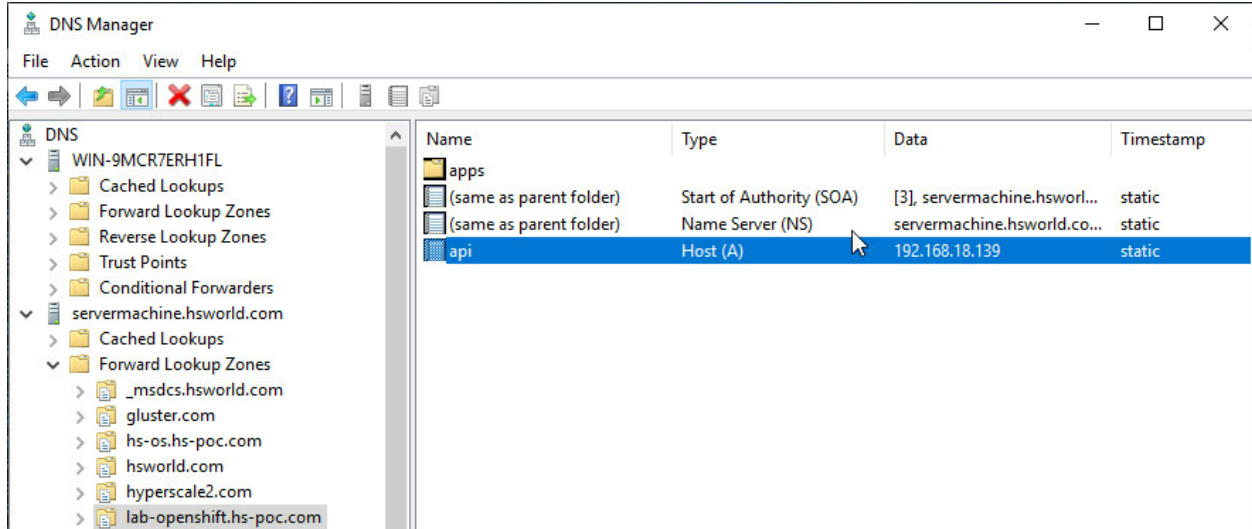 DNS Manager
File Action View Help
DNS
WIN-9MCR7ERH1FL
Cached Lookups
Forward Lookup Zones
Reverse Lookup Zones
Trust Points
Conditional Forwarders
servermachine.hsworld.com
Cached Lookups
Forward Lookup Zones
_msdcs.hsworld.com
gluster.com
hs-os.hs-poc.com
hsworld.com
hyperscale2.com
lab-openshift.hs-poc.com
Name Type Data Timestamp
apps
(same as parent folder) Start of Authority (SOA) [3], servermachine.hsworl... static
(same as parent folder) Name Server (NS) servermachine.hsworld.co... static
api Host (A) 192.168.18.139 static